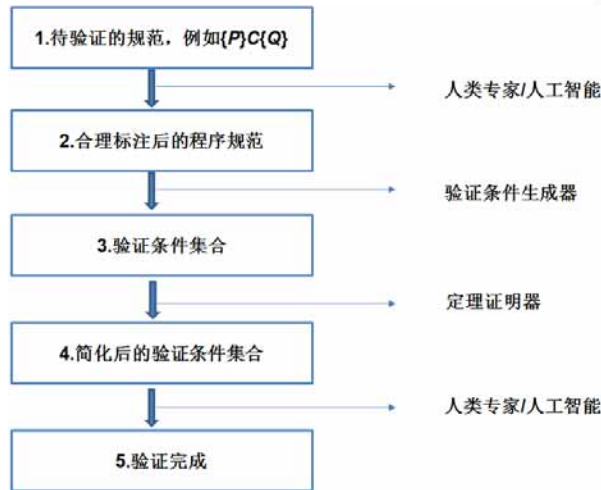 1.待验证的规范，例如{P}C{Q}
人类专家/人工智能
2.合理标注后的程序规范
验证条件生成器
3.验证条件集合
定理证明器
4.简化后的验证条件集合
人类专家/人工智能
5.验证完成